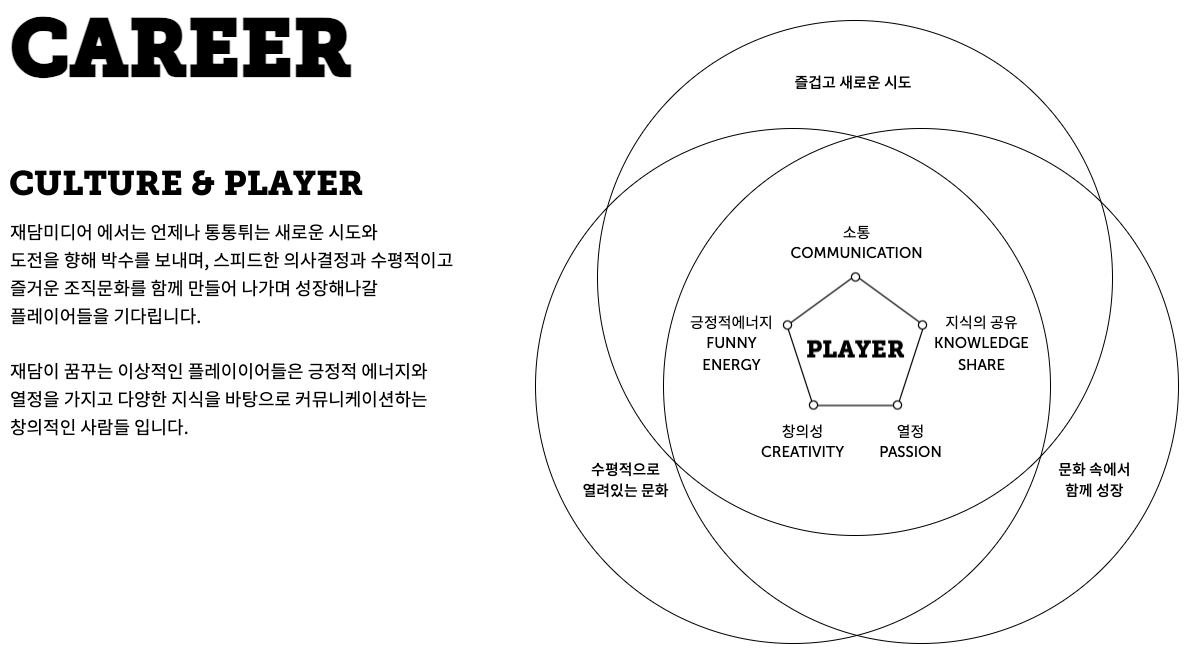 CAREER
CULTURE & PLAYER
재담미디어 에서는 언제나 통통튀는 새로운 시도와
도전을 향해 박수를 보내며, 스피드한 의사결정과 수평적이고
즐거운 조직문화를 함께 만들어 나가며 성장해나갈
플레이어들을 기다립니다.
재담이 꿈꾸는 이상적인 플레이이어들은 긍정적 에너지와
열정을 가지고 다양한 지식을 바탕으로 커뮤니케이션하는
창의적인 사람들 입니다.
즐겁고 새로운 시도
소통
COMMUNICATION
긍정적에너지
FUNNY
ENERGY
지식의 공유
KNOWLEDGE
SHARE
PLAYER
창의성
CREATIVITY
열정
PASSION
수평적으로
열려있는 문화
문화 속에서
함께 성장